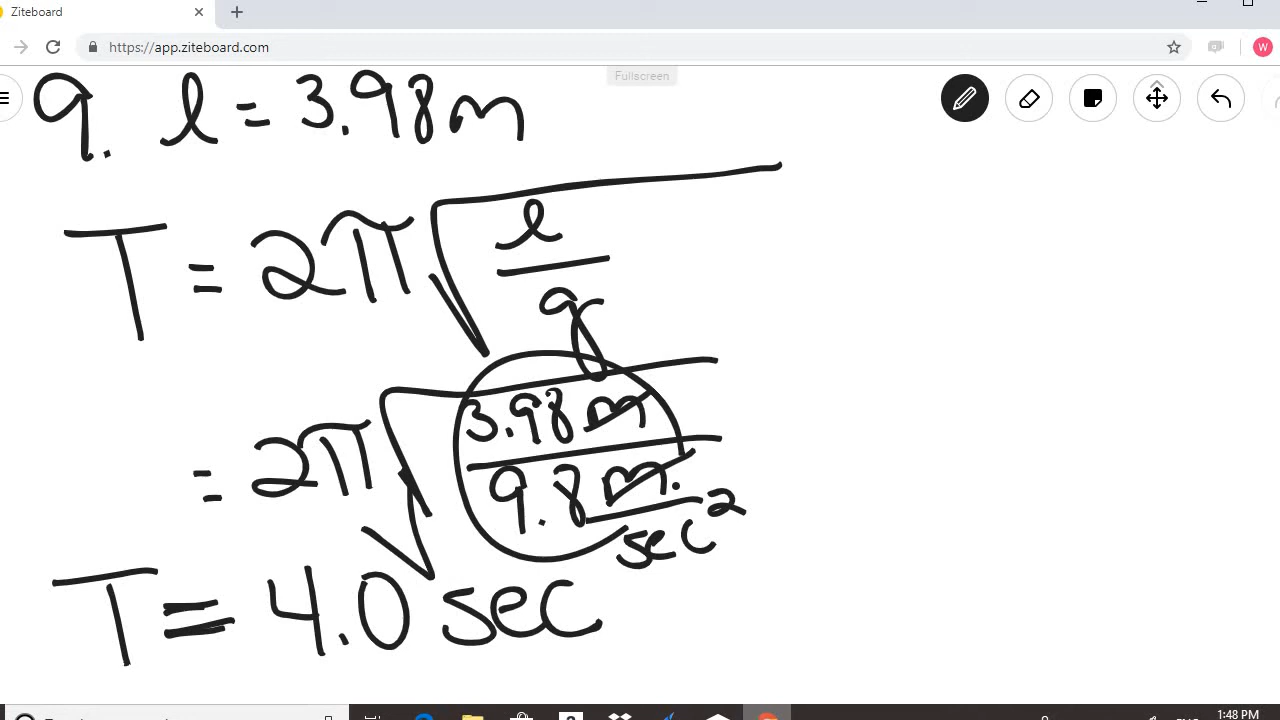 Ziteboard
https://app.ziteboard.com
W
Fullscreen
9. l = 3.98m
T = 2π√(l/g)
= 2π√(3.98m/9.8m./sec²)
T = 4.0 sec
1:48 PM